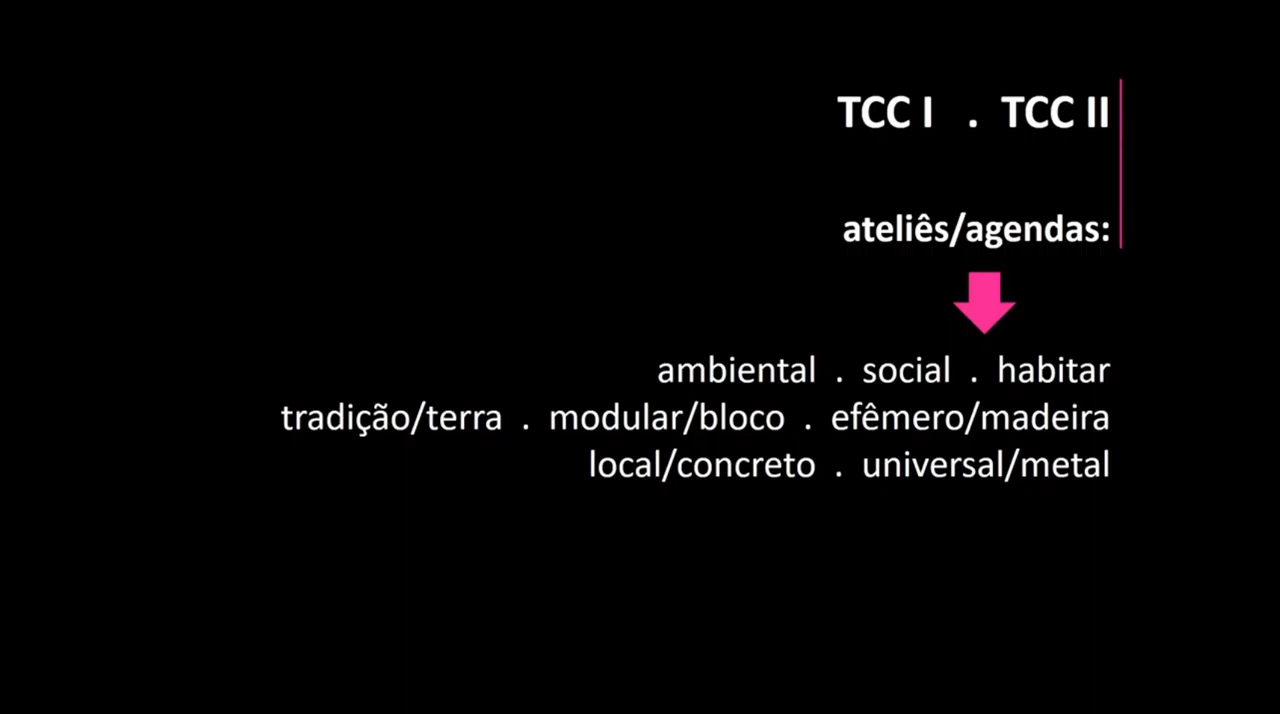 TCC I . TCC II
ateliês/agendas:
ambiental . social . habitar
tradição/terra . modular/bloco . efêmero/madeira
local/concreto . universal/metal